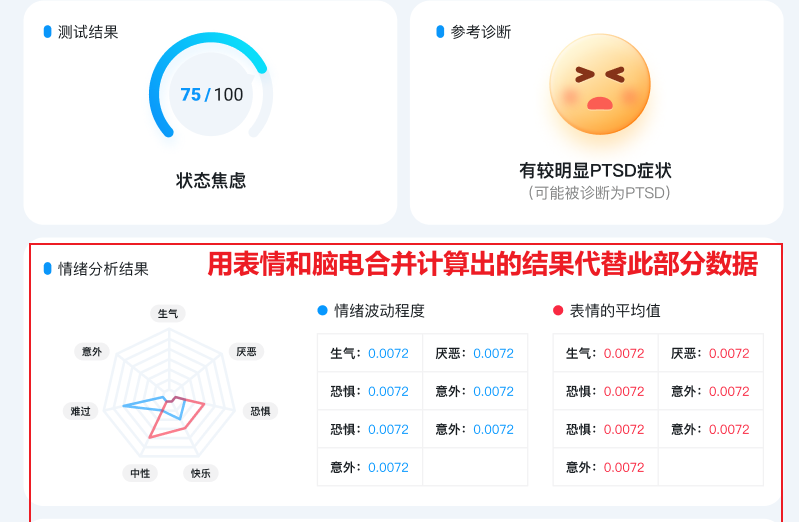 测试结果
75/100
状态焦虑
参考诊断
有较明显PTSD症状
（可能被诊断为PTSD）
用表情和脑电合并计算出的结果代替此部分数据
情绪分析结果
生气
意外
厌恶
难过
恐惧
中性
快乐
情绪波动程度
生气：0.0072 厌恶：0.0072
恐惧：0.0072 意外：0.0072
恐惧：0.0072 意外：0.0072
意外：0.0072
表情的平均值
生气：0.0072 厌恶：0.0072
恐惧：0.0072 意外：0.0072
恐惧：0.0072 意外：0.0072
意外：0.0072